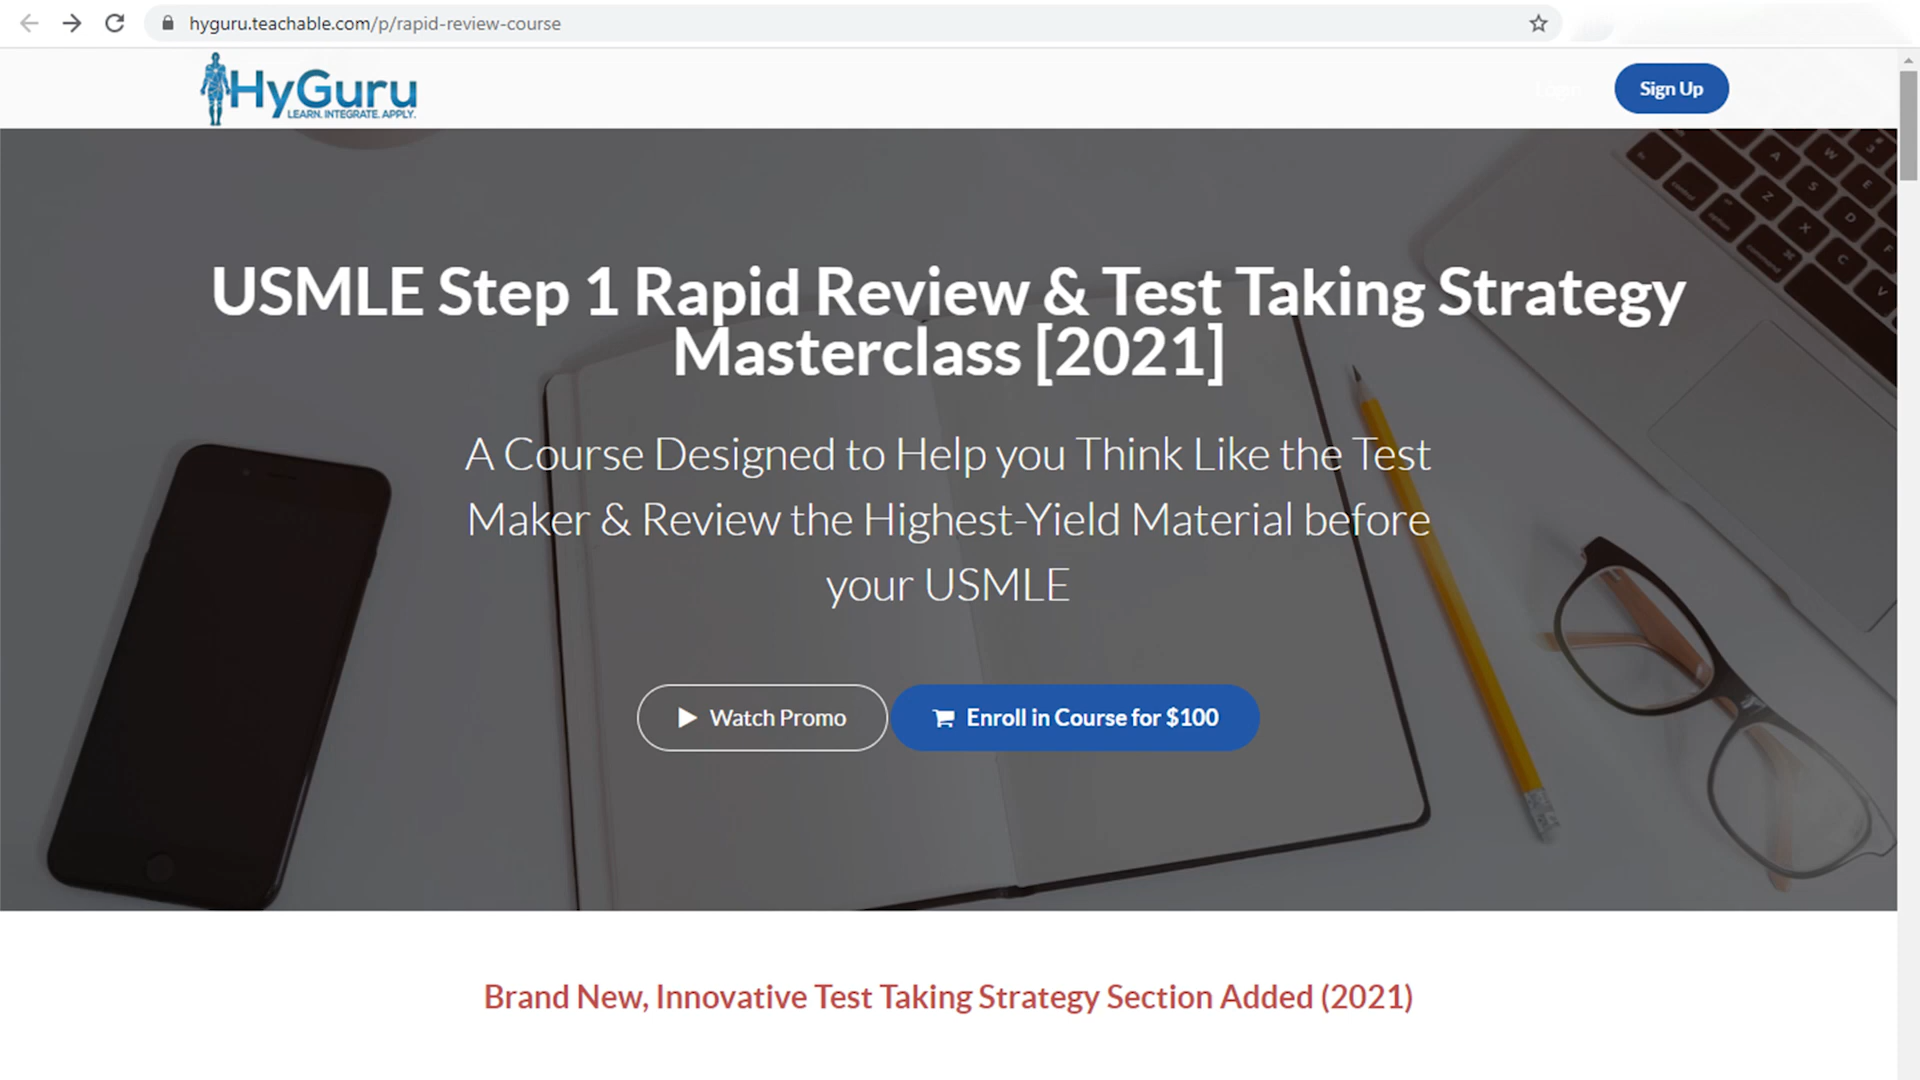 hyguru.teachable.com/p/rapid-review-course
HyGuru
LEARN. INTEGRATE. APPLY.
Login
Sign Up
USMLE Step 1 Rapid Review & Test Taking Strategy
Masterclass [2021]
A Course Designed to Help you Think Like the Test
Maker & Review the Highest-Yield Material before
your USMLE
Watch Promo
Enroll in Course for $100
Brand New, Innovative Test Taking Strategy Section Added (2021)